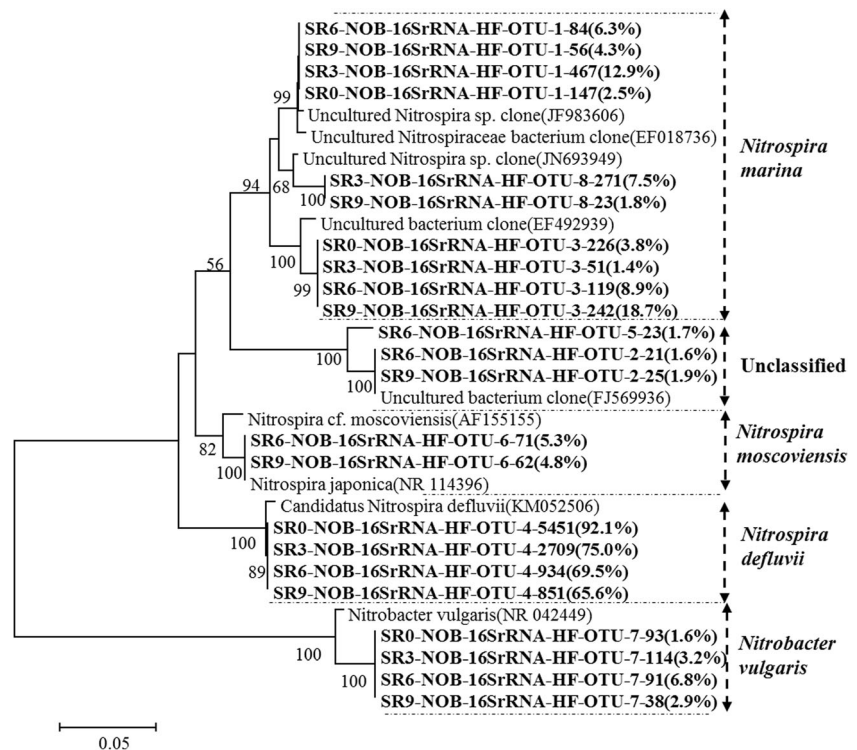 SR6-NOB-16SrRNA-HF-OTU-1-84(6.3%)
SR9-NOB-16SrRNA-HF-OTU-1-56(4.3%)
SR3-NOB-16SrRNA-HF-OTU-1-467(12.9%)
SR0-NOB-16SrRNA-HF-OTU-1-147(2.5%)
99
Uncultured Nitrospira sp. clone(JF983606)
Uncultured Nitrospiraceae bacterium clone(EF018736)
Uncultured Nitrospira sp. clone(JN693949)
Nitrospira
marina
94
68
SR3-NOB-16SrRNA-HF-OTU-8-271(7.5%)
100
SR9-NOB-16SrRNA-HF-OTU-8-23(1.8%)
Uncultured bacterium clone(EF492939)
SR0-NOB-16SrRNA-HF-OTU-3-226(3.8%)
100
SR3-NOB-16SrRNA-HF-OTU-3-51(1.4%)
56
99
SR6-NOB-16SrRNA-HF-OTU-3-119(8.9%)
SR9-NOB-16SrRNA-HF-OTU-3-242(18.7%)
SR6-NOB-16SrRNA-HF-OTU-5-23(1.7%)
100
SR6-NOB-16SrRNA-HF-OTU-2-21(1.6%)
Unclassified
100
SR9-NOB-16SrRNA-HF-OTU-2-25(1.9%)
Uncultured bacterium clone(FJ569936)
Nitrospira cf. moscoviensis(AF155155)
82
SR6-NOB-16SrRNA-HF-OTU-6-71(5.3%)
Nitrospira
moscoviensis
100
SR9-NOB-16SrRNA-HF-OTU-6-62(4.8%)
Nitrospira japonica(NR 114396)
Candidatus Nitrospira defluvii(KM052506)
SR0-NOB-16SrRNA-HF-OTU-4-5451(92.1%)
100
SR3-NOB-16SrRNA-HF-OTU-4-2709(75.0%)
Nitrospira
defluvii
89
SR6-NOB-16SrRNA-HF-OTU-4-934(69.5%)
SR9-NOB-16SrRNA-HF-OTU-4-851(65.6%)
Nitrobacter vulgaris(NR 042449)
SR0-NOB-16SrRNA-HF-OTU-7-93(1.6%)
100
SR3-NOB-16SrRNA-HF-OTU-7-114(3.2%)
Nitrobacter
vulgaris
100
SR6-NOB-16SrRNA-HF-OTU-7-91(6.8%)
SR9-NOB-16SrRNA-HF-OTU-7-38(2.9%)
0.05